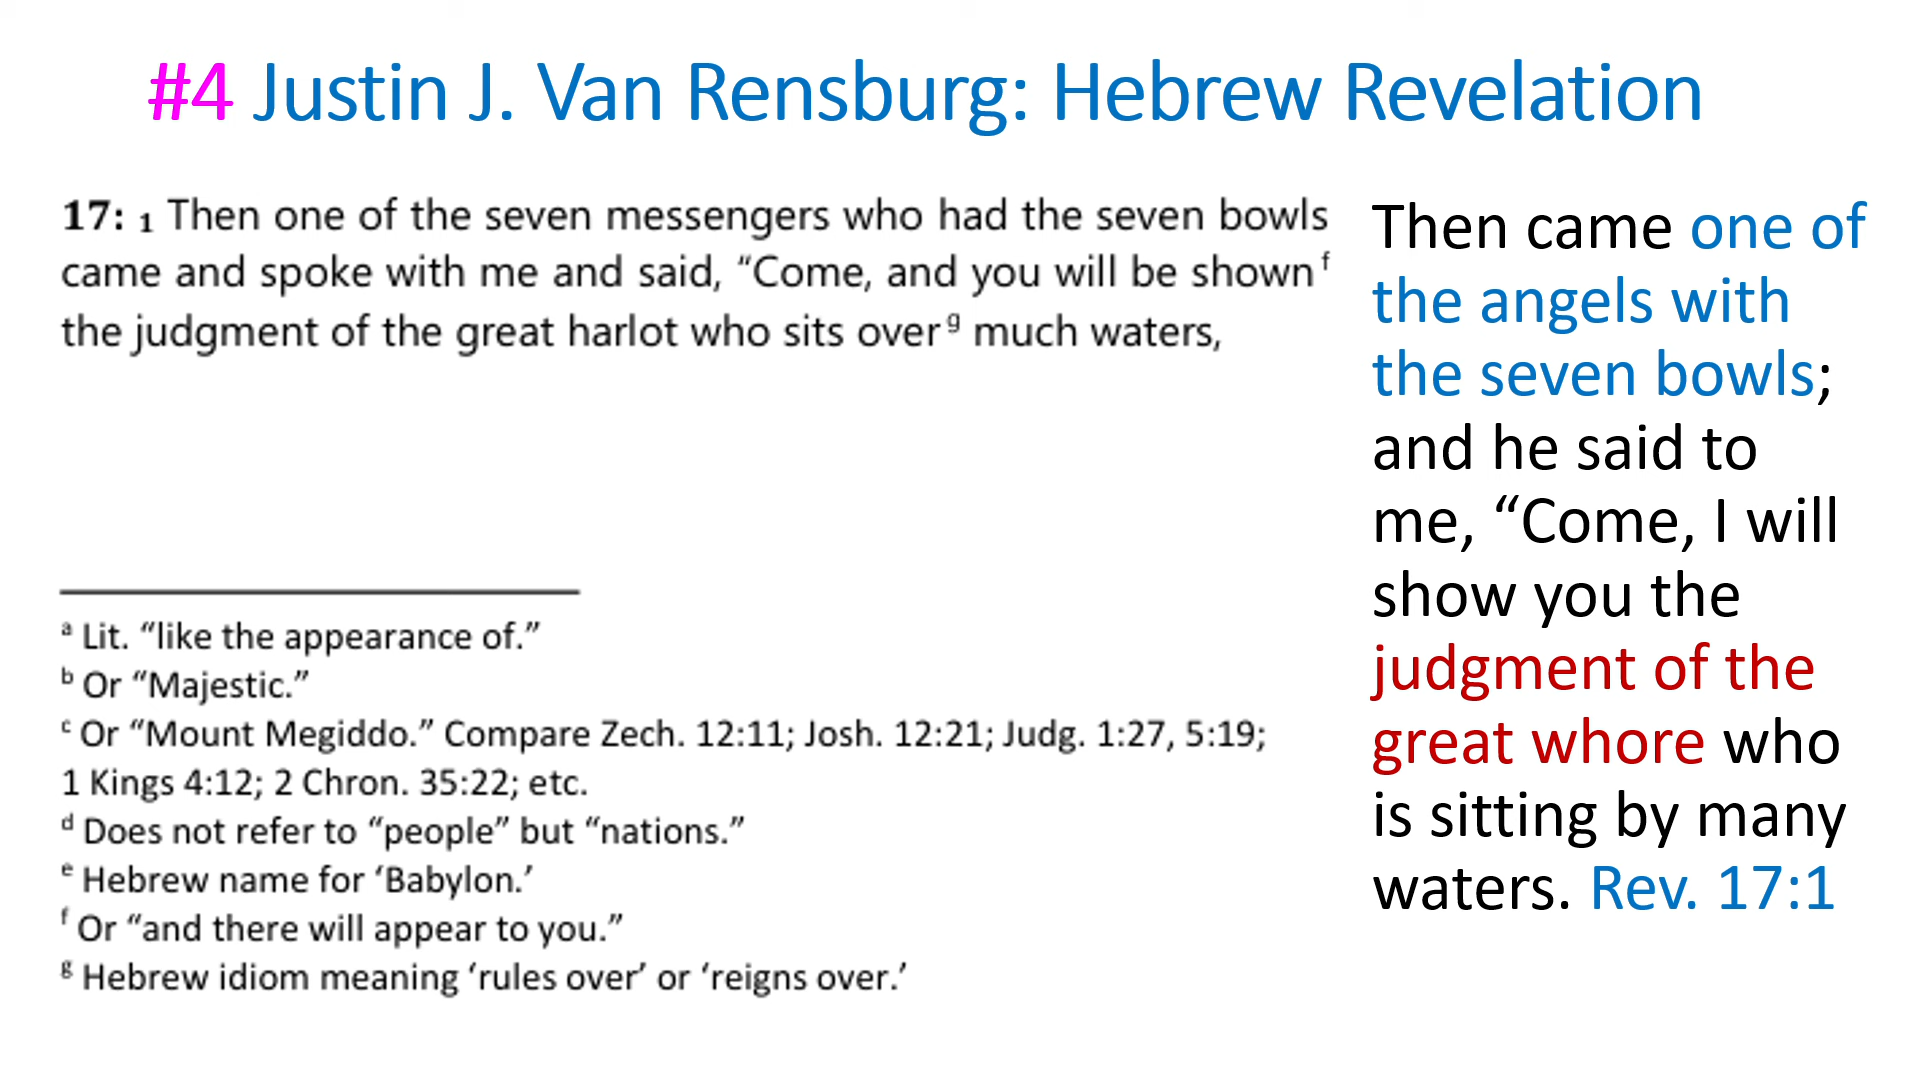 #4 Justin J. Van Rensburg: Hebrew Revelation
17: 1 Then one of the seven messengers who had the seven bowls
came and spoke with me and said, “Come, and you will be shown f
the judgment of the great harlot who sits over g much waters,
a Lit. “like the appearance of.”
b Or “Majestic.”
c Or “Mount Megiddo.” Compare Zech. 12:11; Josh. 12:21; Judg. 1:27, 5:19;
1 Kings 4:12; 2 Chron. 35:22; etc.
d Does not refer to “people” but “nations.”
e Hebrew name for ‘Babylon.’
f Or “and there will appear to you.”
g Hebrew idiom meaning ‘rules over’ or ‘reigns over.’
Then came one of
the angels with
the seven bowls;
and he said to
me, “Come, I will
show you the
judgment of the
great whore who
is sitting by many
waters. Rev. 17:1